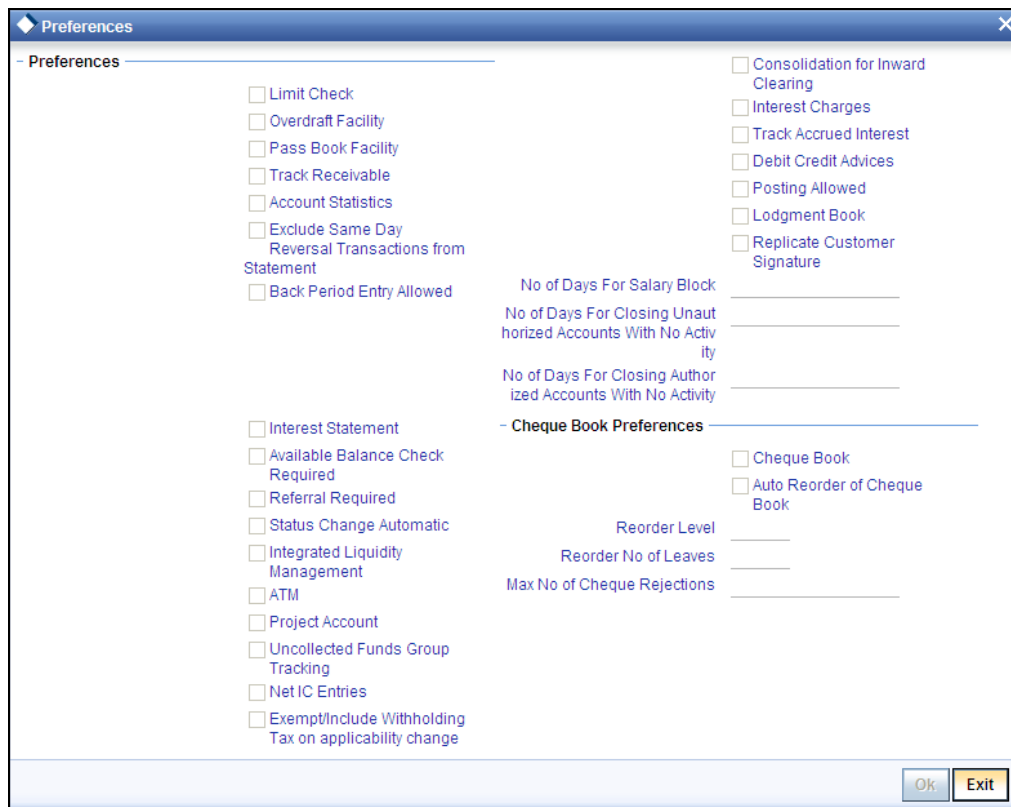 Preferences
Preferences
Limit Check
Overdraft Facility
Pass Book Facility
Track Receivable
Account Statistics
Exclude Same Day
Reversal Transactions from
Statement
Back Period Entry Allowed
Interest Statement
Available Balance Check
Required
Referral Required
Status Change Automatic
Integrated Liquidity
Management
ATM
Project Account
Uncollected Funds Group
Tracking
Net IC Entries
Exempt/Include Withholding
Tax on applicability change
Consolidation for Inward
Clearing
Interest Charges
Track Accrued Interest
Debit Credit Advices
Posting Allowed
Lodgment Book
Replicate Customer
Signature
No of Days For Salary Block
No of Days For Closing Unaut
horized Accounts With No Activ
ity
No of Days For Closing Author
ized Accounts With No Activity
Cheque Book Preferences
Cheque Book
Auto Reorder of Cheque
Book
Reorder Level
Reorder No of Leaves
Max No of Cheque Rejections
Ok
Exit